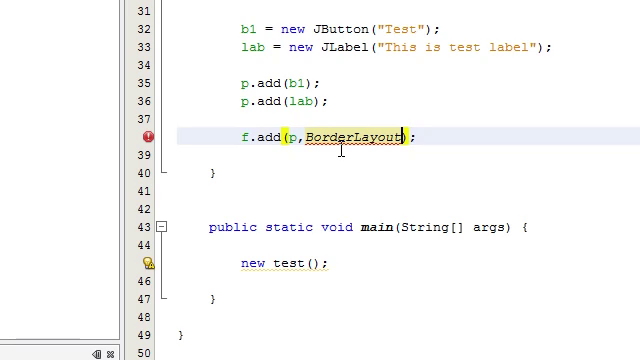 31
32 b1 = new JButton("Test");
33 lab = new JLabel("This is test label");
34
35 p.add(b1);
36 p.add(lab);
37
f.add(p,BorderLayout);
39
40 }
41
42
43 public static void main(String[] args) {
44
new test();
46
47 }
48
49 }
50